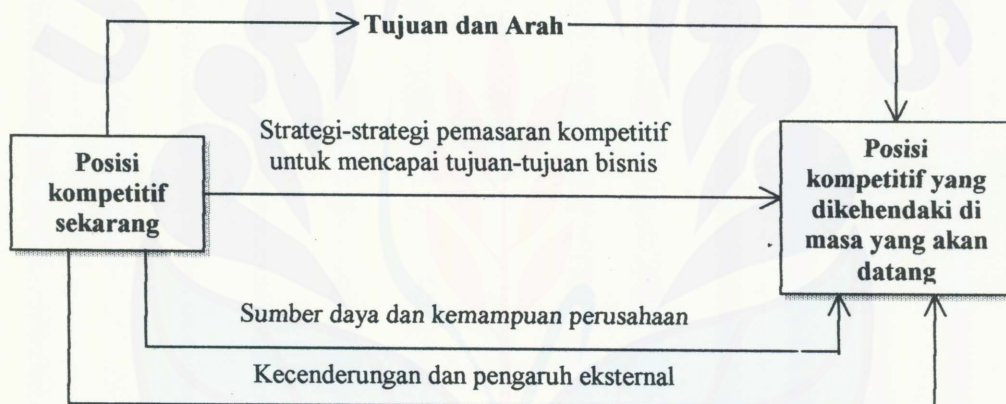 Tujuan dan Arah
Strategi-strategi pemasaran kompetitif
untuk mencapai tujuan-tujuan bisnis
Posisi
kompetitif
sekarang
Posisi
kompetitif yang
dikehendaki di
masa yang akan
datang
Sumber daya dan kemampuan perusahaan
Kecenderungan dan pengaruh eksternal